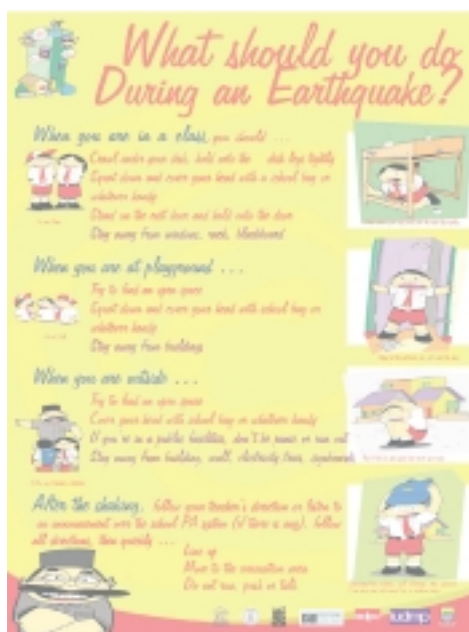 What should you do
During an Earthquake?
When you are in a class, you should ...
Crawl under your desk, hold onto the desk legs tightly
Squat down and cover your head with a school bag or
whatever handy
Stand on the exit door and hold onto the door
Stay away from windows, rack, blackboard
When you are at playground ...
Try to find an open space
Squat down and cover your head with school bag or
whatever handy
Stay away from buildings
When you are outside ...
Try to find an open space
Cover your head with school bag or whatever handy
If you're in a public facilities, don't be panic or run out
Stay away from building, wall, electricity lines,
After the shaking, follow your teacher's direction or listen to
an announcement over the school PA system (if there is any), follow
all directions, then quickly ...
Line up
Move to the evacuation area
Do not run, push or talk
udmp